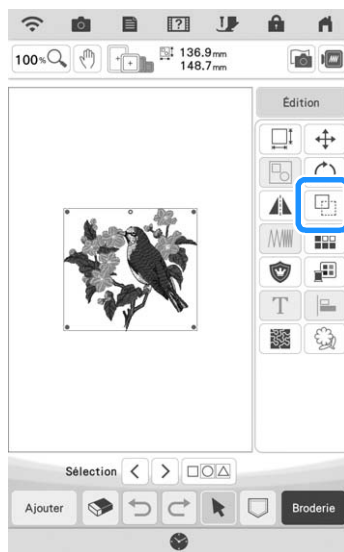 100% 136.9mm
148.7mm
Édition
T
Sélection
Ajouter
Broderie